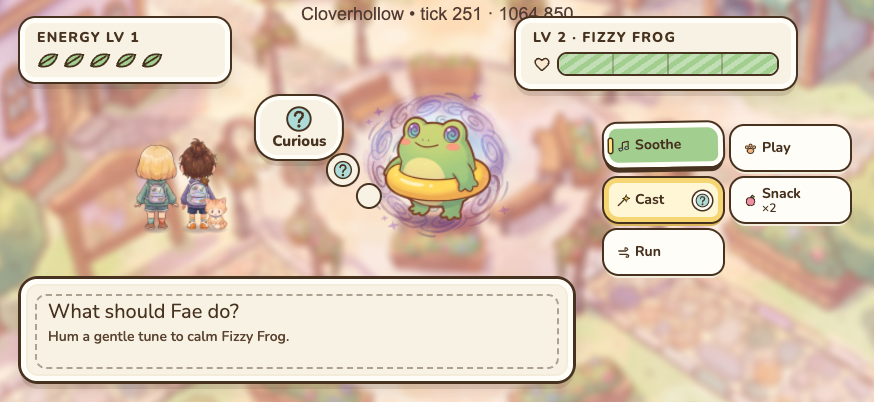 Cloverhollow • tick 251 · 1064,850
ENERGY LV 1
LV 2 · FIZZY FROG
? Curious
?
Soothe
Play
Cast ?
Snack
×2
Run
What should Fae do?
Hum a gentle tune to calm Fizzy Frog.